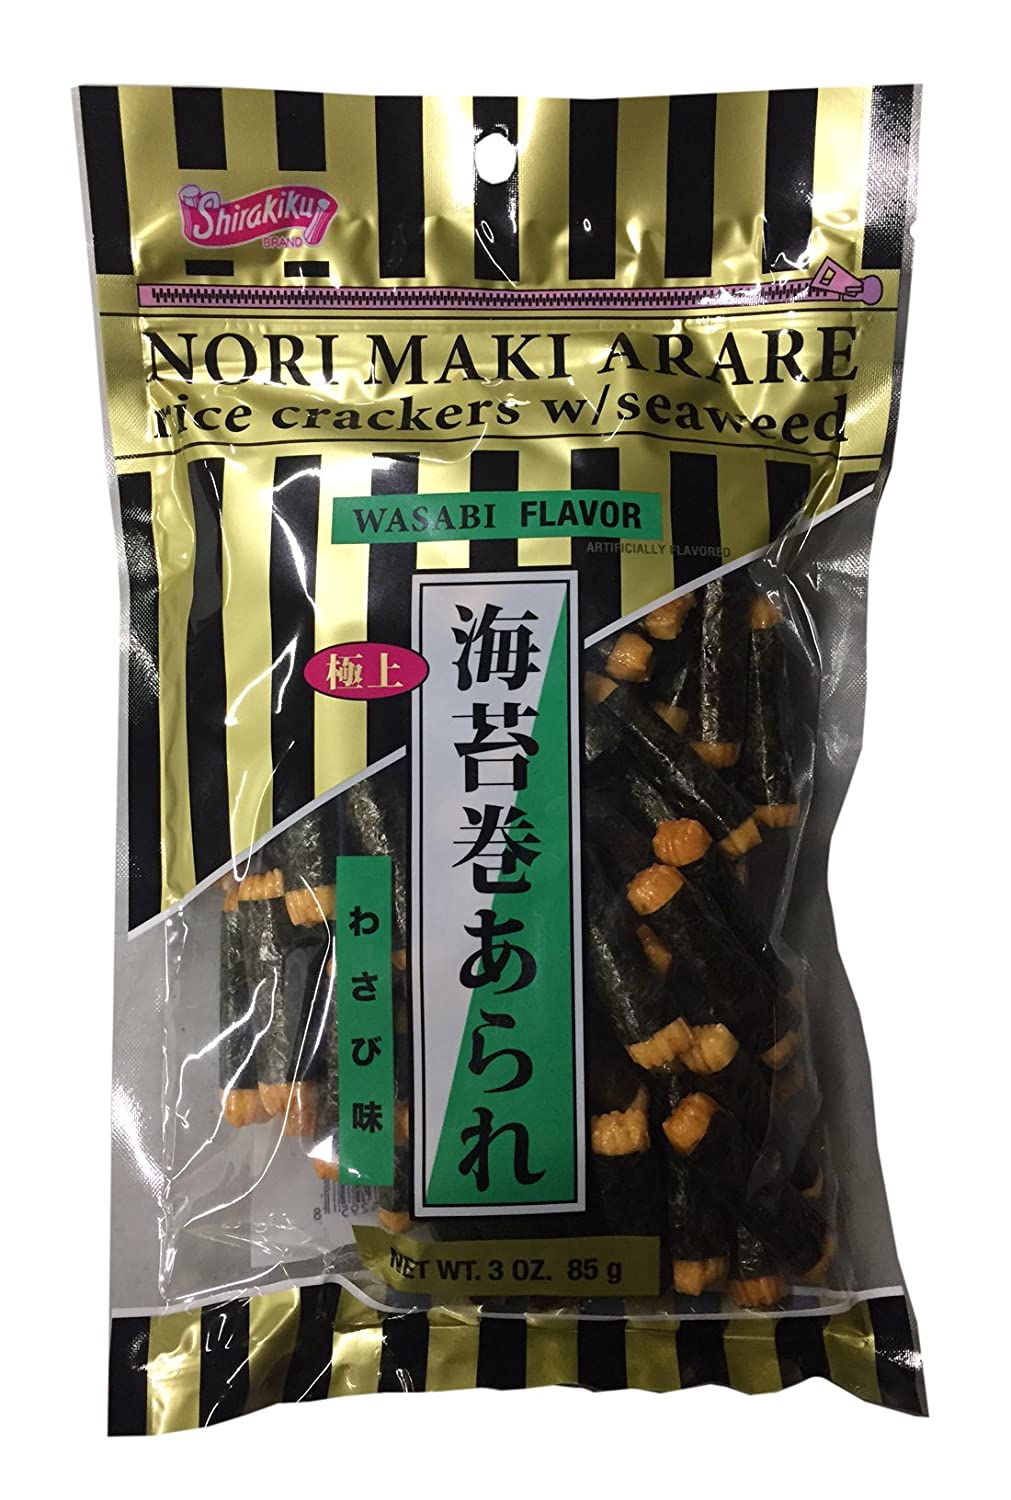 Shirakiku
BRAND
NORI MAKI ARARE
rice crackers w/seaweed
WASABI FLAVOR
ARTIFICIALLY FLAVORED
極上
海苔巻あられ
わさび味
NET WT. 3 OZ. 85 g